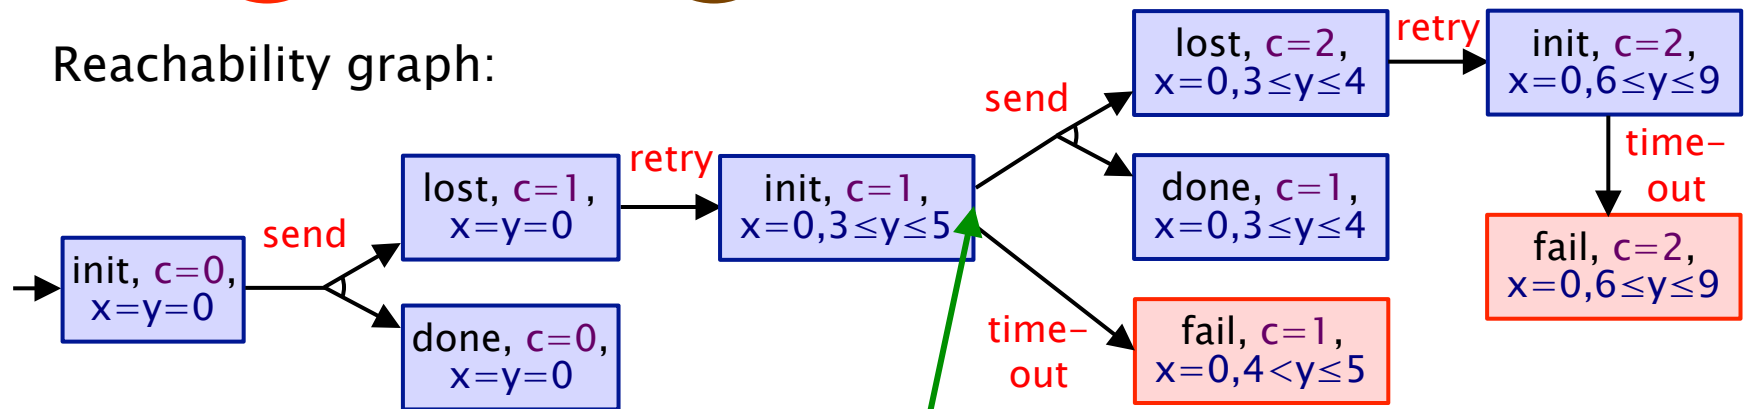 Reachability graph:
init, c=0,
x=y=0
send
lost, c=1,
x=y=0
done, c=0,
x=y=0
retry
init, c=1,
x=0,3≤y≤5
send
time-
out
lost, c=2,
x=0,3≤y≤4
done, c=1,
x=0,3≤y≤4
fail, c=1,
x=0,4<y≤5
retry
init, c=2,
x=0,6≤y≤9
time-
out
fail, c=2,
x=0,6≤y≤9